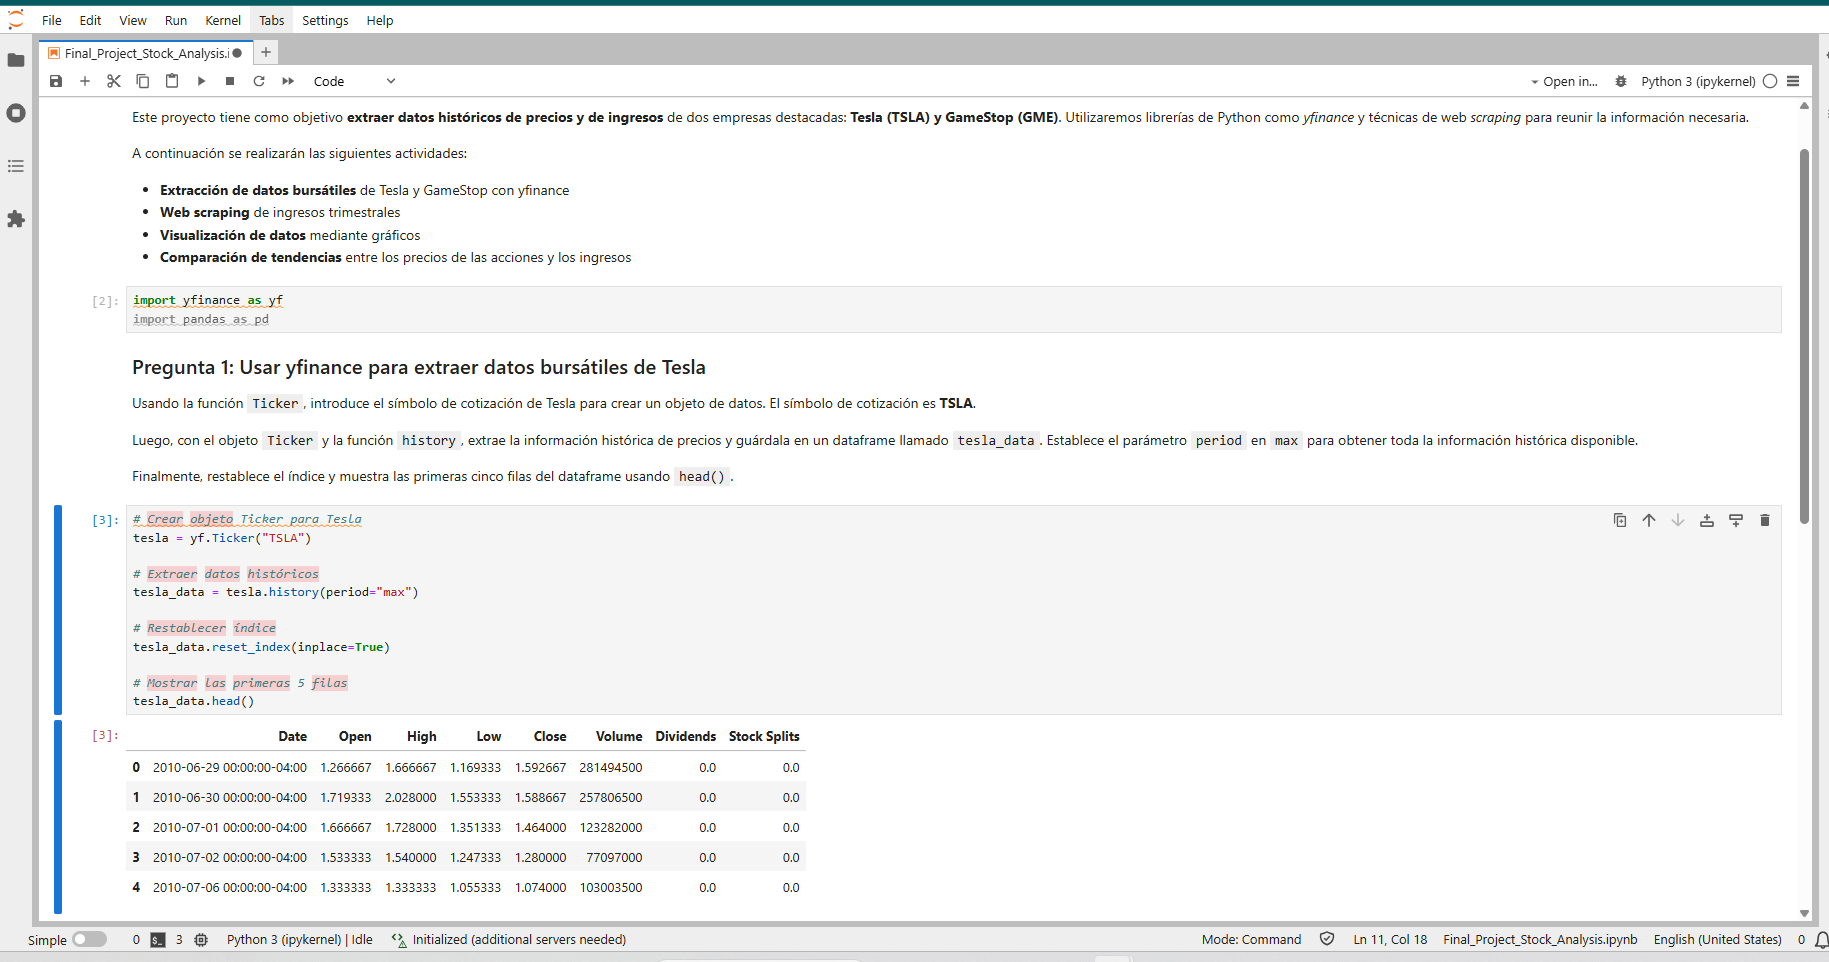 File Edit View Run Kernel Tabs Settings Help
Final_Project_Stock_Analysis.i
Code
Open in...
Python 3 (ipykernel)
Este proyecto tiene como objetivo extraer datos históricos de precios y de ingresos de dos empresas destacadas: Tesla (TSLA) y GameStop (GME). Utilizaremos librerías de Python como yfinance y técnicas de web scraping para reunir la información necesaria.
A continuación se realizarán las siguientes actividades:
• Extracción de datos bursátiles de Tesla y GameStop con yfinance
• Web scraping de ingresos trimestrales
• Visualización de datos mediante gráficos
• Comparación de tendencias entre los precios de las acciones y los ingresos
[2]: import yfinance as yf
import pandas as pd
Pregunta 1: Usar yfinance para extraer datos bursátiles de Tesla
Usando la función Ticker, introduce el símbolo de cotización de Tesla para crear un objeto de datos. El símbolo de cotización es TSLA.
Luego, con el objeto Ticker y la función history, extrae la información histórica de precios y guárdala en un dataframe llamado tesla_data. Establece el parámetro period en max para obtener toda la información histórica disponible.
Finalmente, restablece el índice y muestra las primeras cinco filas del dataframe usando head().
[3]: # Crear objeto Ticker para Tesla
tesla = yf.Ticker("TSLA")
# Extraer datos históricos
tesla_data = tesla.history(period="max")
# Restablecer índice
tesla_data.reset_index(inplace=True)
# Mostrar las primeras 5 filas
tesla_data.head()
[3]: Date Open High Low Close Volume Dividends Stock Splits
0 2010-06-29 00:00:00-04:00 1.266667 1.666667 1.169333 1.592667 281494500 0.0 0.0
1 2010-06-30 00:00:00-04:00 1.719333 2.028000 1.553333 1.588667 257806500 0.0 0.0
2 2010-07-01 00:00:00-04:00 1.666667 1.728000 1.351333 1.464000 123282000 0.0 0.0
3 2010-07-02 00:00:00-04:00 1.533333 1.540000 1.247333 1.280000 77097000 0.0 0.0
4 2010-07-06 00:00:00-04:00 1.333333 1.333333 1.055333 1.074000 103003500 0.0 0.0
Simple 0 3 Python 3 (ipykernel) | Idle Initialized (additional servers needed) Mode: Command Ln 11, Col 18 Final_Project_Stock_Analysis.ipynb English (United States) 0